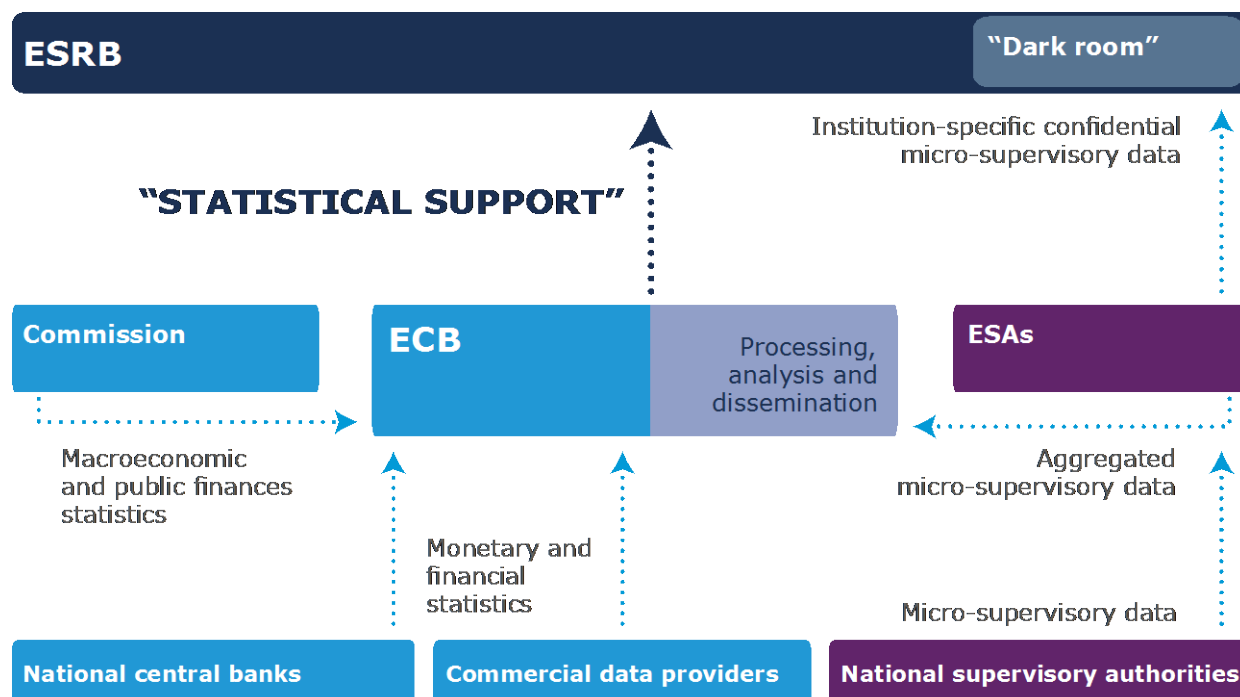 ESRB
“Dark room”
Institution-specific confidential
micro-supervisory data
“STATISTICAL SUPPORT”
Commission
ECB
Processing,
analysis and
dissemination
ESAs
Macroeconomic
and public finances
statistics
Aggregated
micro-supervisory data
Monetary and
financial
statistics
Micro-supervisory data
National central banks
Commercial data providers
National supervisory authorities